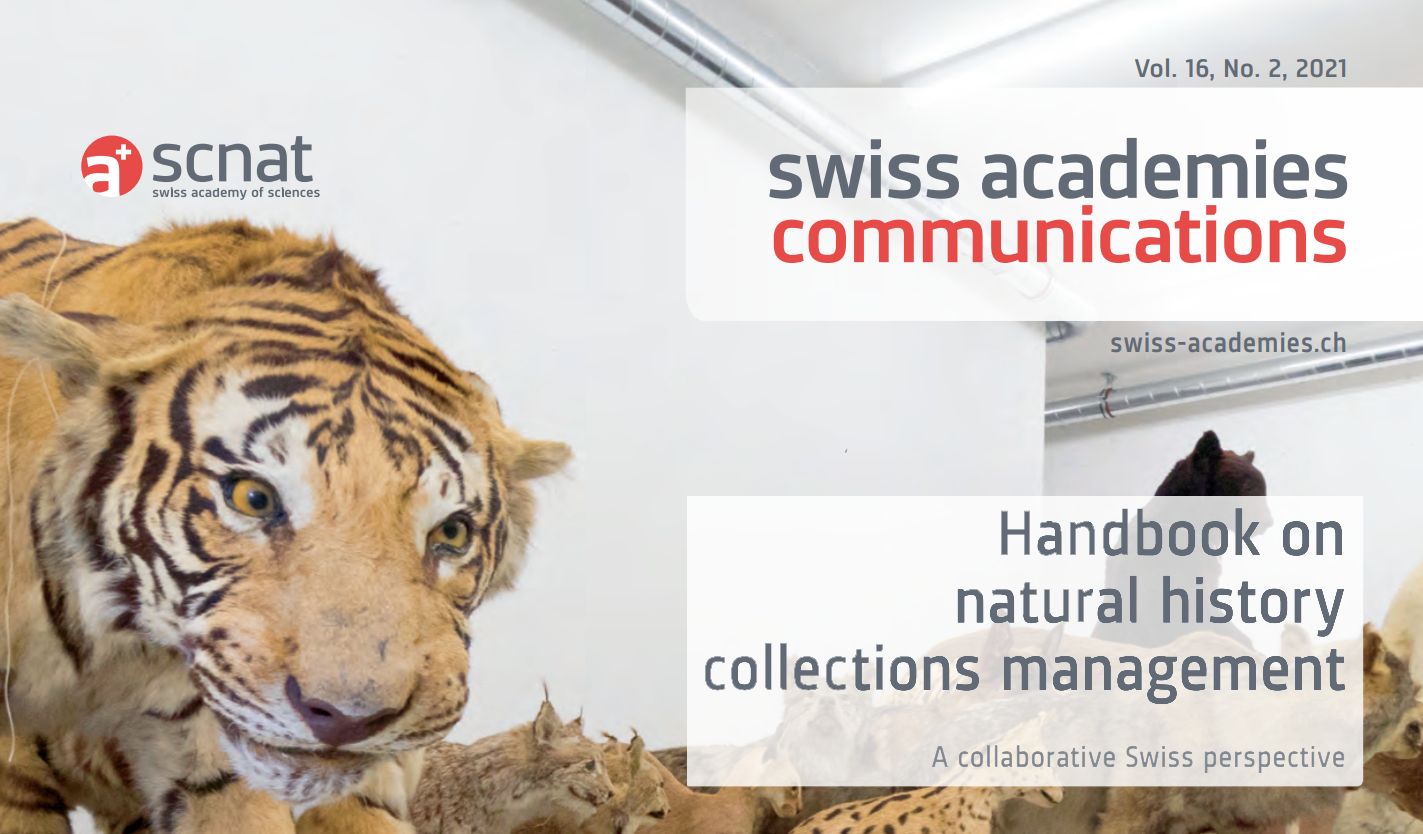 Vol. 16, No. 2, 2021
scnat
swiss academy of sciences
swiss academies
communications
swiss-academies.ch
Handbook on
natural history
collections management
A collaborative Swiss perspective